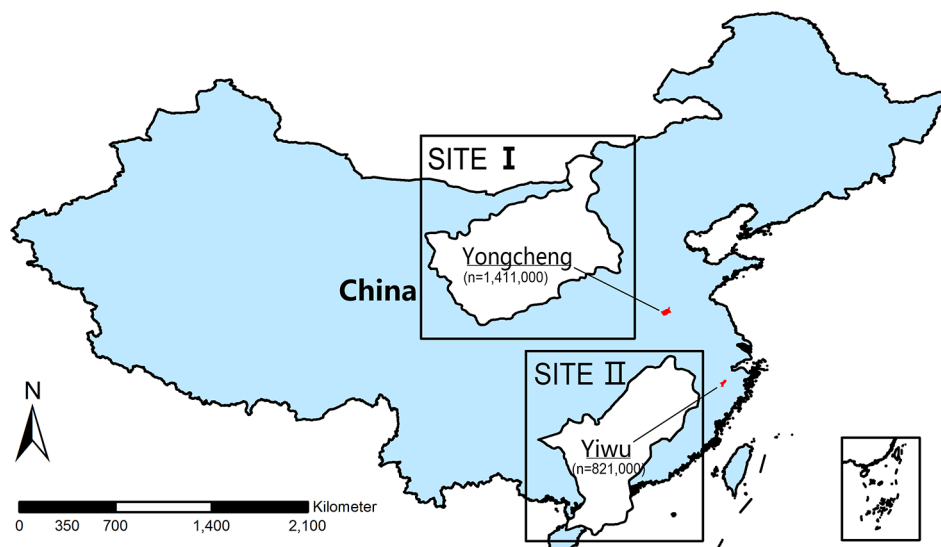 SITE I
Yongcheng
(n=1,411,000)
China
SITE II
Yiwu
(n=821,000)
N
Kilometer
0 350 700 1,400 2,100